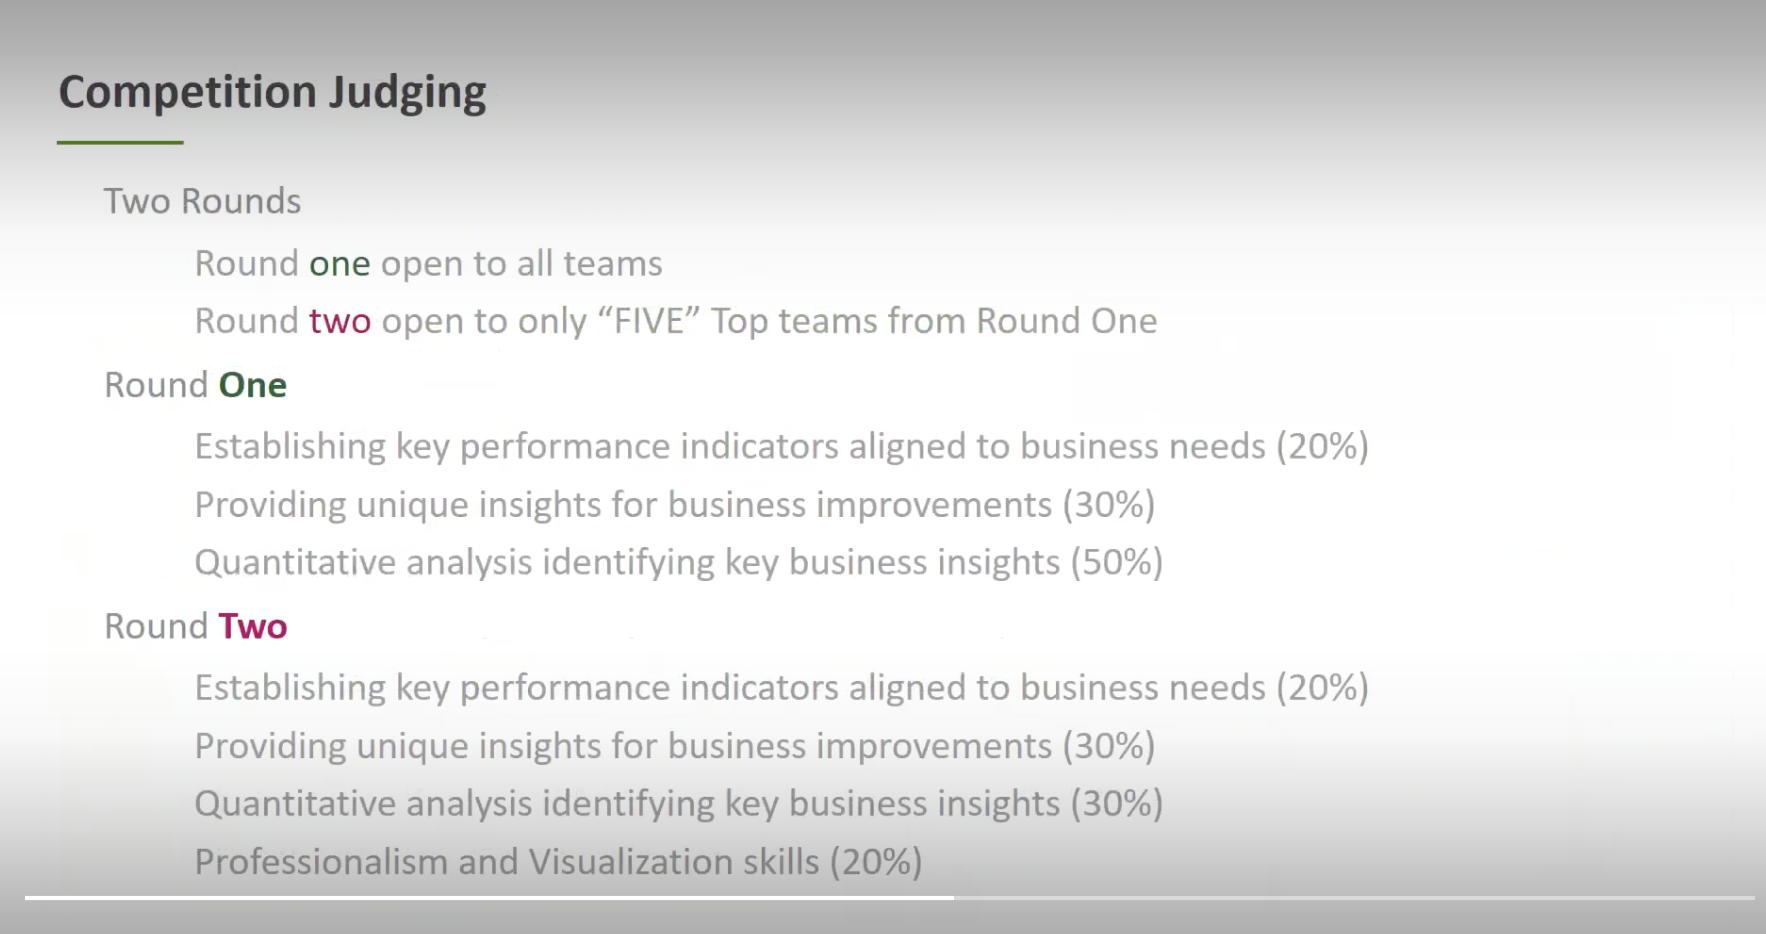 Competition Judging
Two Rounds
Round one open to all teams
Round two open to only “FIVE” Top teams from Round One
Round One
Establishing key performance indicators aligned to business needs (20%)
Providing unique insights for business improvements (30%)
Quantitative analysis identifying key business insights (50%)
Round Two
Establishing key performance indicators aligned to business needs (20%)
Providing unique insights for business improvements (30%)
Quantitative analysis identifying key business insights (30%)
Professionalism and Visualization skills (20%)